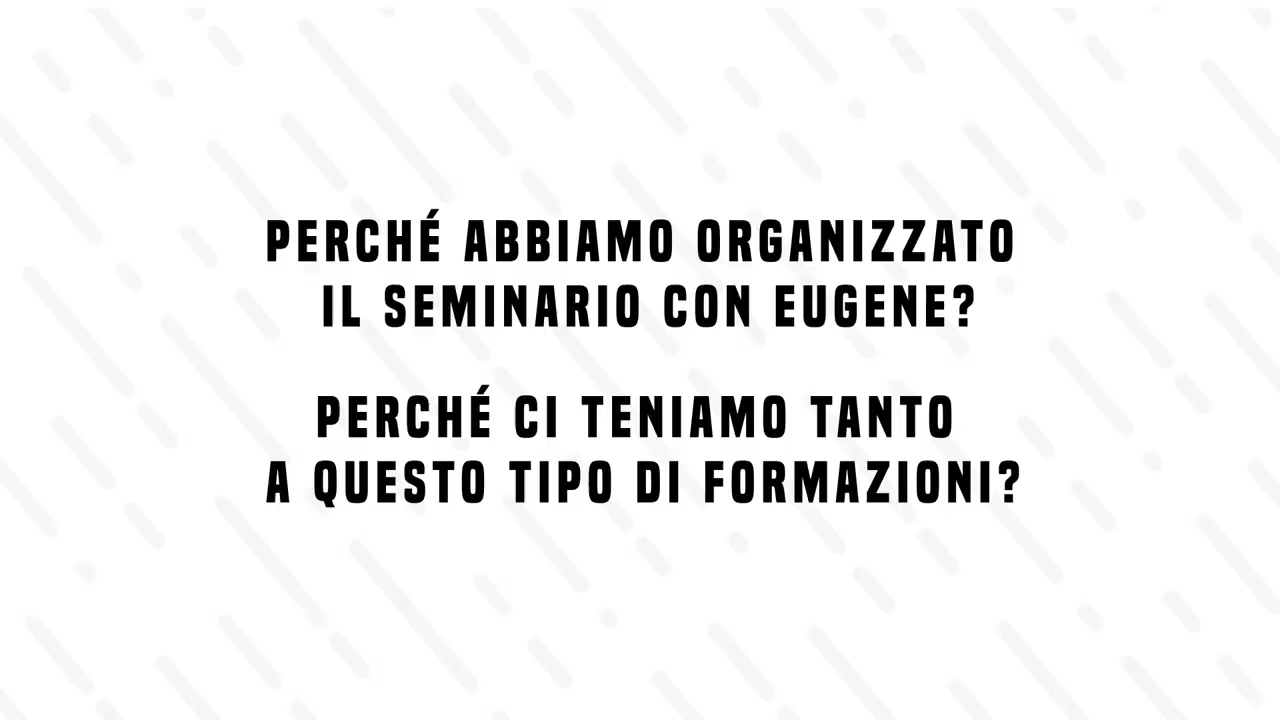 PERCHÉ ABBIAMO ORGANIZZATO
IL SEMINARIO CON EUGENE?
PERCHÉ CI TENIAMO TANTO
A QUESTO TIPO DI FORMAZIONI?